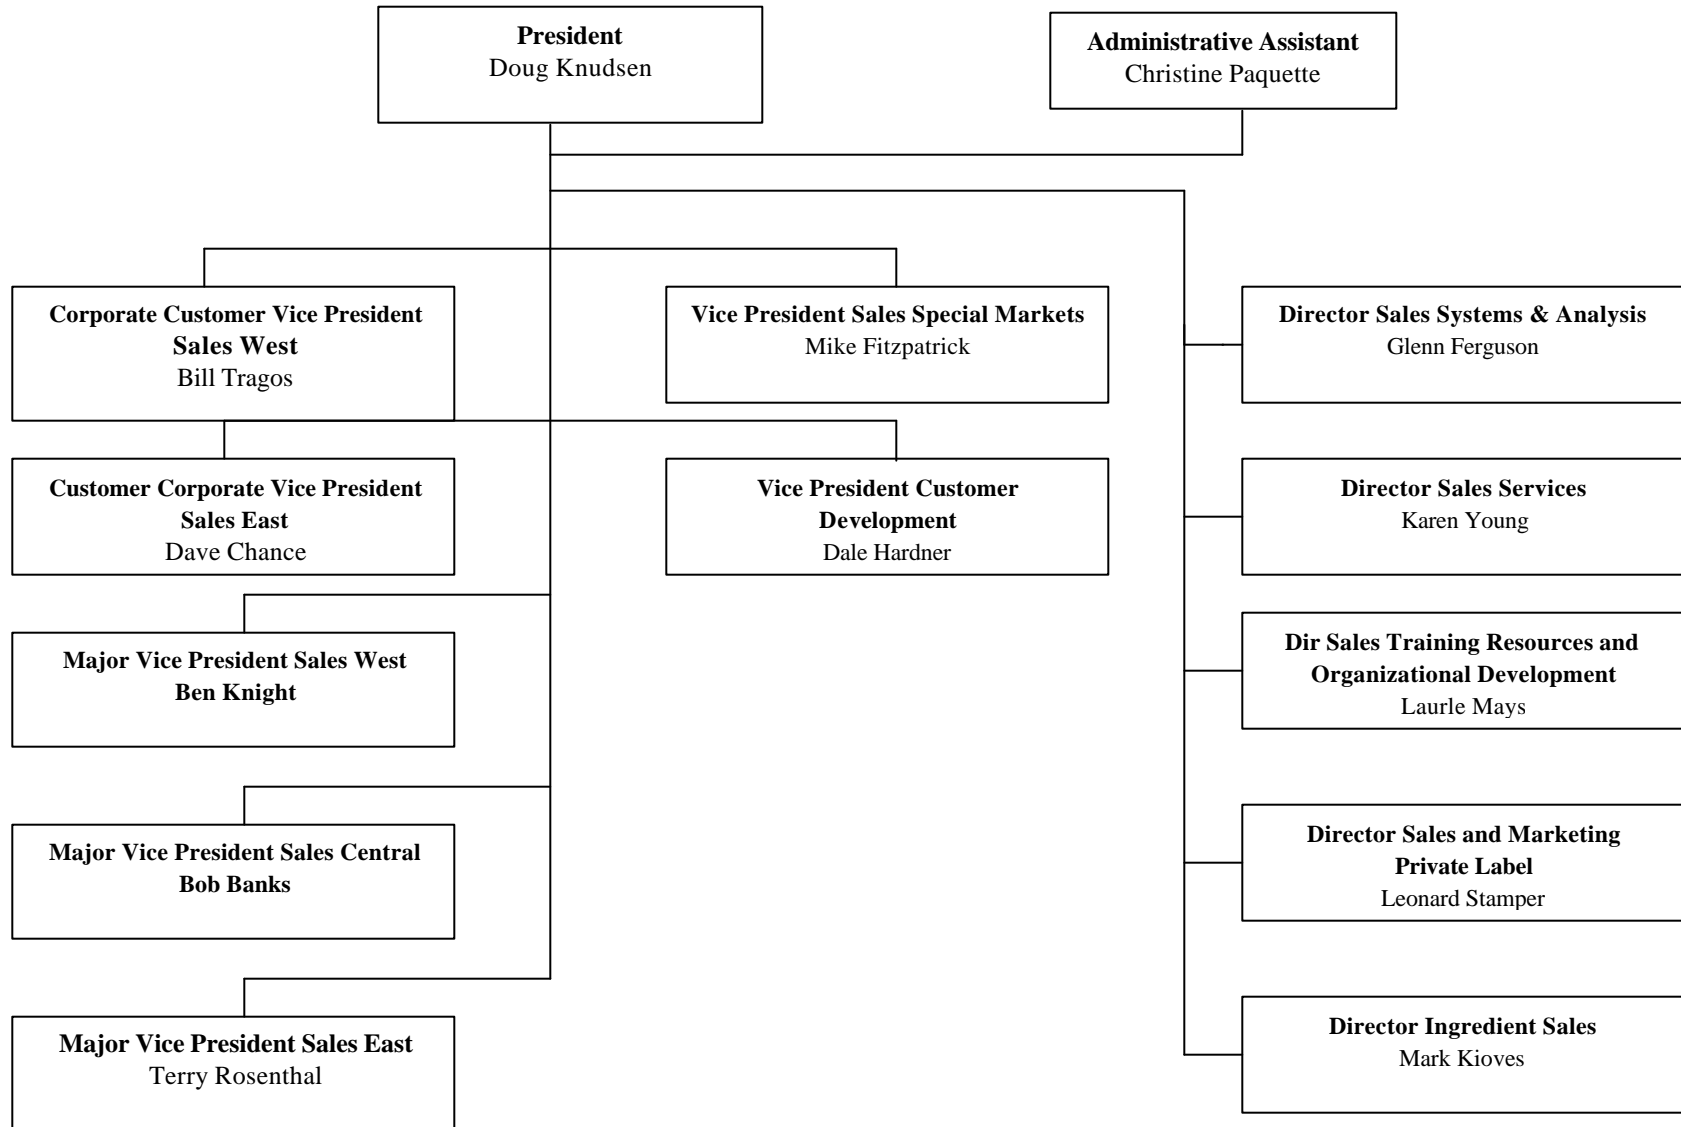 President
Doug Knudsen
Administrative Assistant
Christine Paquette
Corporate Customer Vice President
Sales West
Bill Tragos
Vice President Sales Special Markets
Mike Fitzpatrick
Director Sales Systems & Analysis
Glenn Ferguson
Customer Corporate Vice President
Sales East
Dave Chance
Vice President Customer
Development
Dale Hardner
Director Sales Services
Karen Young
Major Vice President Sales West
Ben Knight
Dir Sales Training Resources and
Organizational Development
Laurle Mays
Major Vice President Sales Central
Bob Banks
Director Sales and Marketing
Private Label
Leonard Stamper
Major Vice President Sales East
Terry Rosenthal
Director Ingredient Sales
Mark Kioves